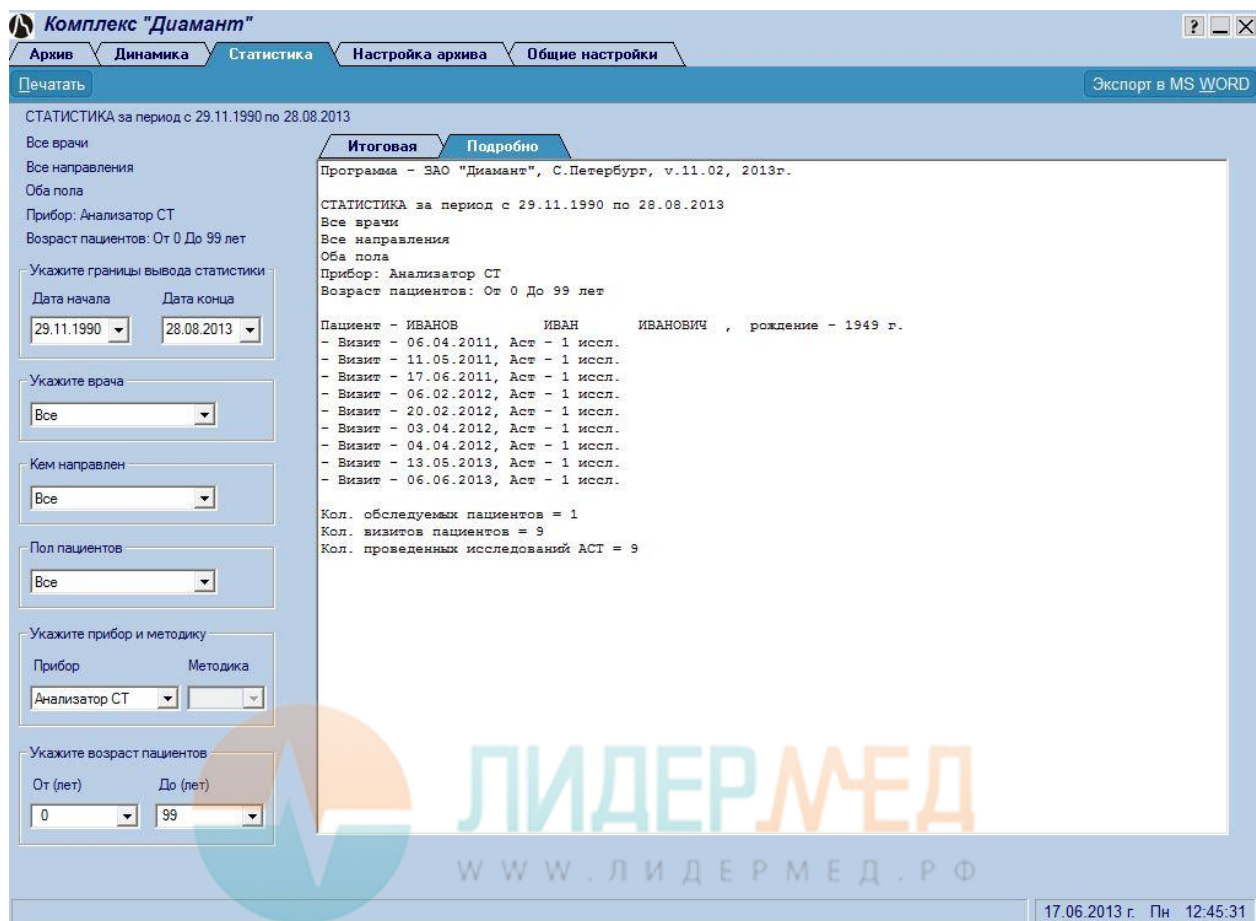 Комплекс "Диамант"
? _ X
Архив Динамика Статистика Настройка архива Общие настройки
Печатать Экспорт в MS WORD
СТАТИСТИКА за период с 29.11.1990 по 28.08.2013
Все врачи
Все направления
Оба пола
Прибор: Анализатор СТ
Возраст пациентов: От 0 До 99 лет
Укажите границы вывода статистики
Дата начала Дата конца
29.11.1990 28.08.2013
Укажите врача
Все
Кем направлен
Все
Пол пациентов
Все
Укажите прибор и методику
Прибор Методика
Анализатор СТ
Укажите возраст пациентов
От (лет) До (лет)
0 99
Итоговая Подробно
Программа - ЗАО "Диамант", С.Петербург, v.11.02, 2013г.
СТАТИСТИКА за период с 29.11.1990 по 28.08.2013
Все врачи
Все направления
Оба пола
Прибор: Анализатор СТ
Возраст пациентов: От 0 До 99 лет
Пациент - ИВАНОВ ИВАН ИВАНОВИЧ , рождение - 1949 г.
- Визит - 06.04.2011, Аст - 1 иссл.
- Визит - 11.05.2011, Аст - 1 иссл.
- Визит - 17.06.2011, Аст - 1 иссл.
- Визит - 06.02.2012, Аст - 1 иссл.
- Визит - 20.02.2012, Аст - 1 иссл.
- Визит - 03.04.2012, Аст - 1 иссл.
- Визит - 04.04.2012, Аст - 1 иссл.
- Визит - 13.05.2013, Аст - 1 иссл.
- Визит - 06.06.2013, Аст - 1 иссл.
Кол. обследуемых пациентов = 1
Кол. визитов пациентов = 9
Кол. проведенных исследований АСТ = 9
ЛИДЕРМЕД
WWW.ЛИДЕРМЕД.РФ
17.06.2013 г. Пн 12:45:31